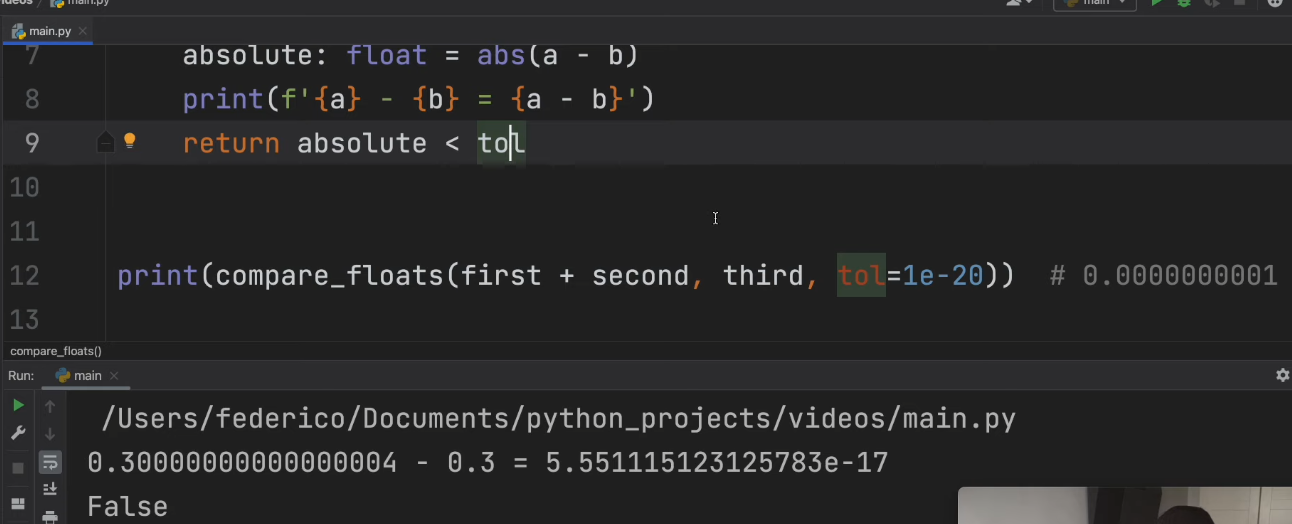 videos main.py
main
main.py
7 absolute: float = abs(a - b)
8 print(f'{a} - {b} = {a - b}')
9 return absolute < tol
10
11
12 print(compare_floats(first + second, third, tol=1e-20)) # 0.0000000001
13
compare_floats()
Run: main
/Users/federico/Documents/python_projects/videos/main.py
0.30000000000000004 - 0.3 = 5.551115123125783e-17
False